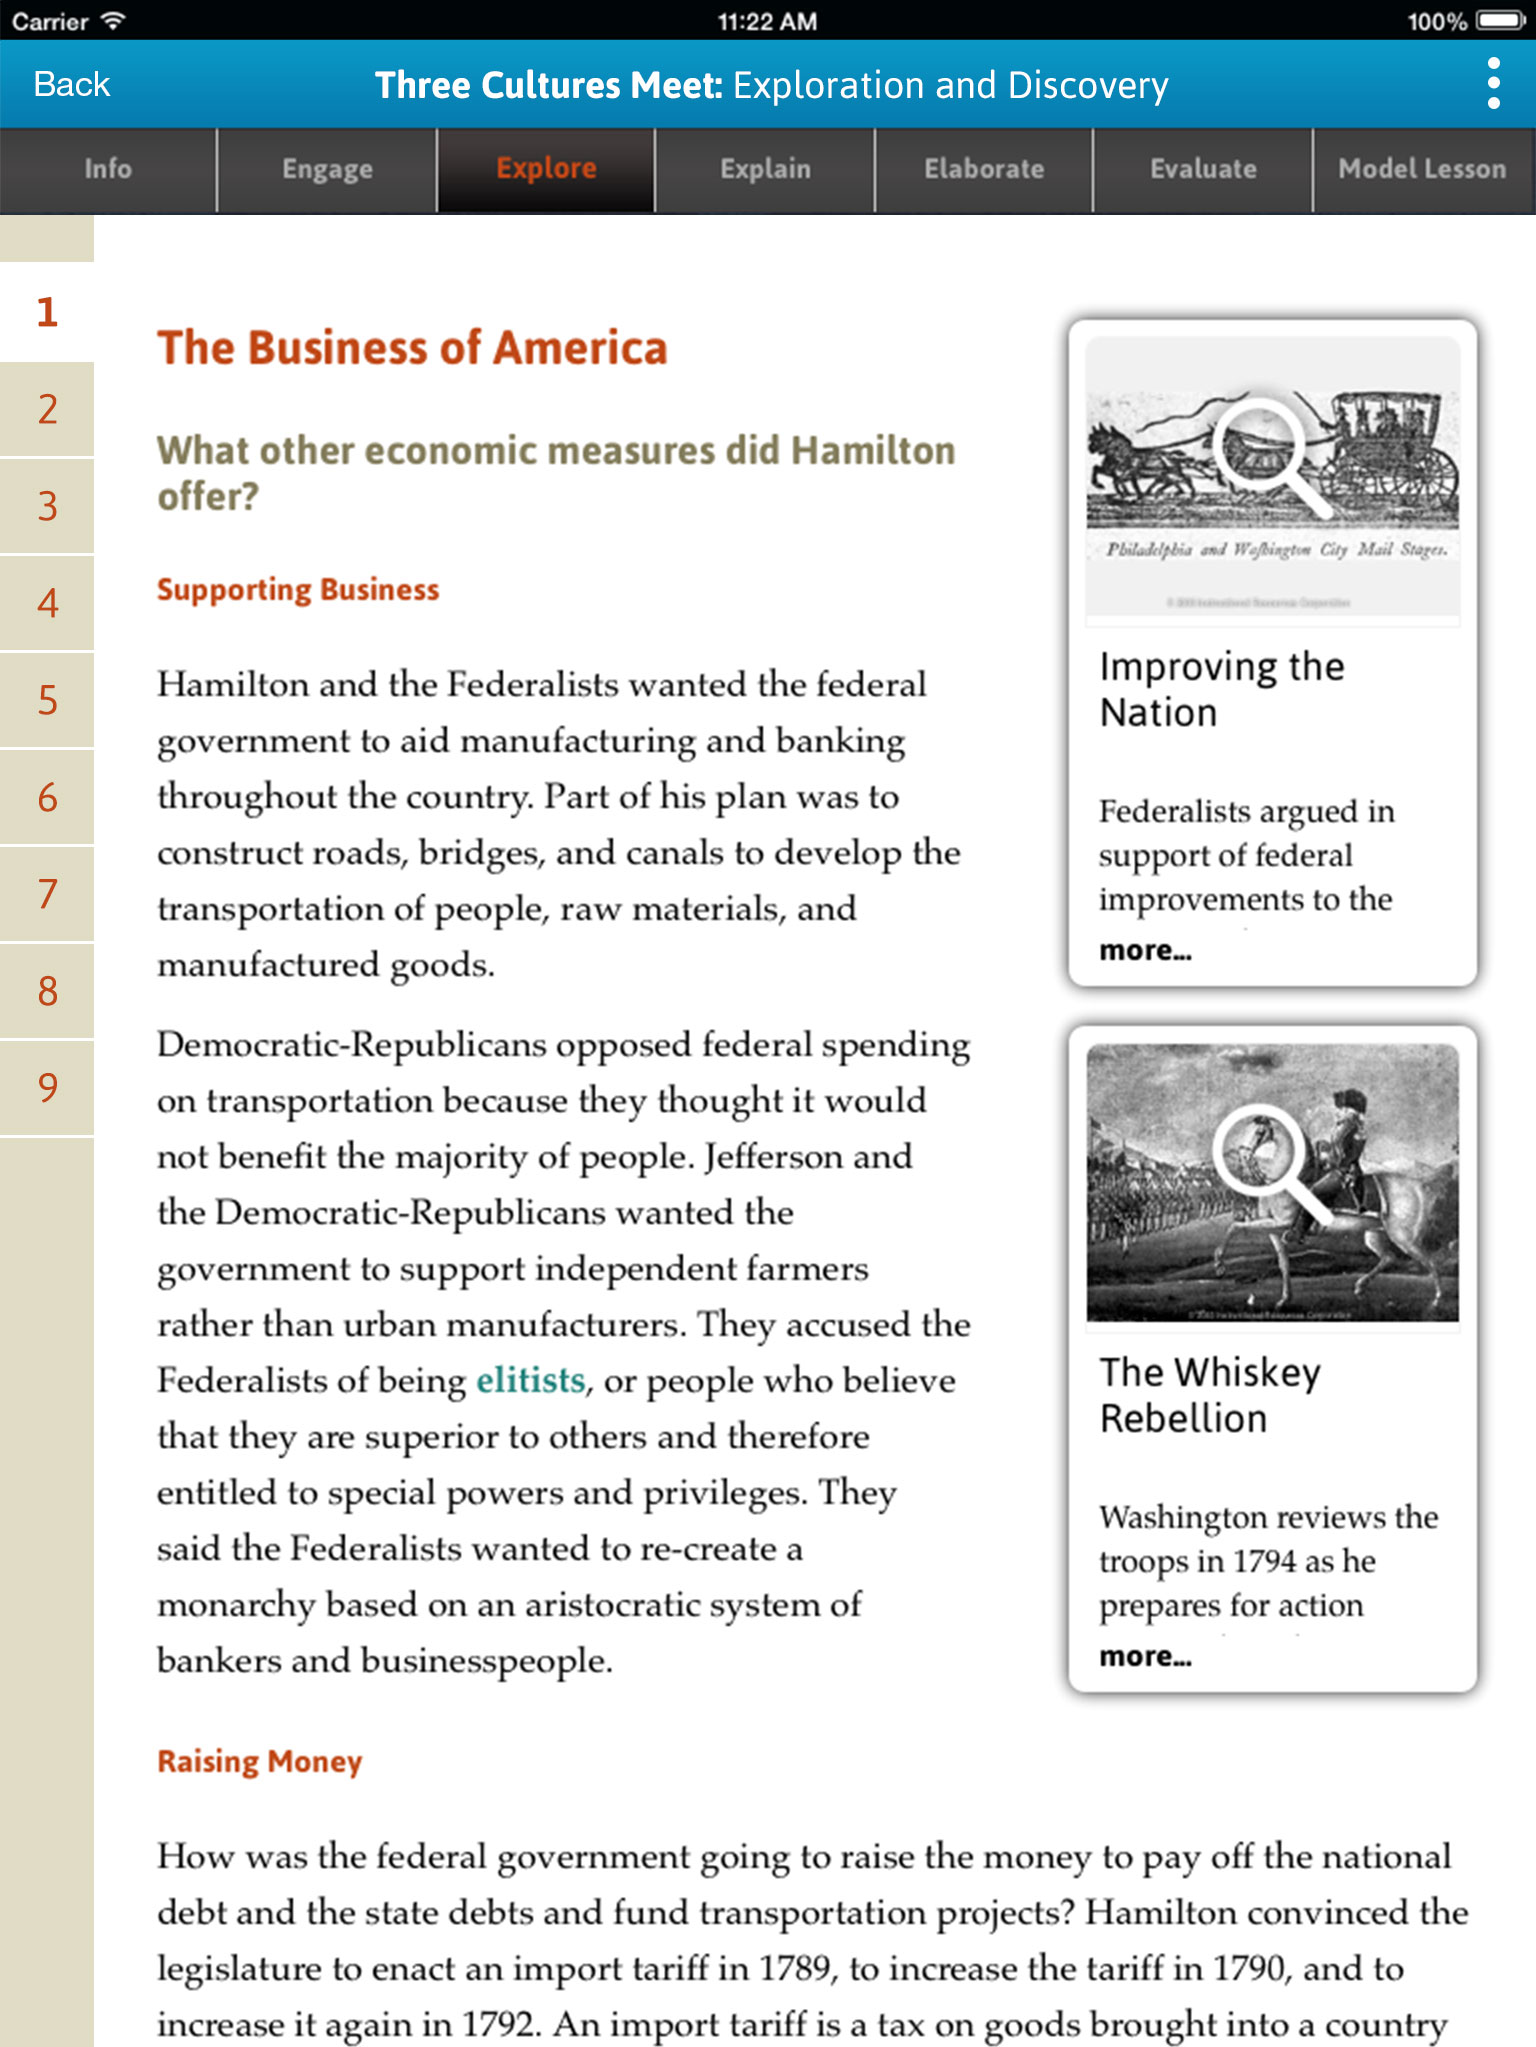 Carrier 11:22 AM 100%
Back Three Cultures Meet: Exploration and Discovery
Info Engage Explore Explain Elaborate Evaluate Model Lesson
1
2
3
4
5
6
7
8
9
The Business of America
What other economic measures did Hamilton
offer?
Supporting Business
Hamilton and the Federalists wanted the federal
government to aid manufacturing and banking
throughout the country. Part of his plan was to
construct roads, bridges, and canals to develop the
transportation of people, raw materials, and
manufactured goods.
Democratic-Republicans opposed federal spending
on transportation because they thought it would
not benefit the majority of people. Jefferson and
the Democratic-Republicans wanted the
government to support independent farmers
rather than urban manufacturers. They accused the
Federalists of being elitists, or people who believe
that they are superior to others and therefore
entitled to special powers and privileges. They
said the Federalists wanted to re-create a
monarchy based on an aristocratic system of
bankers and businesspeople.
Raising Money
How was the federal government going to raise the money to pay off the national
debt and the state debts and fund transportation projects? Hamilton convinced the
legislature to enact an import tariff in 1789, to increase the tariff in 1790, and to
increase it again in 1792. An import tariff is a tax on goods brought into a country
Philadelphia and Waſhington City Mail Stages.
Improving the
Nation
Federalists argued in
support of federal
improvements to the
more...
The Whiskey
Rebellion
Washington reviews the
troops in 1794 as he
prepares for action
more...